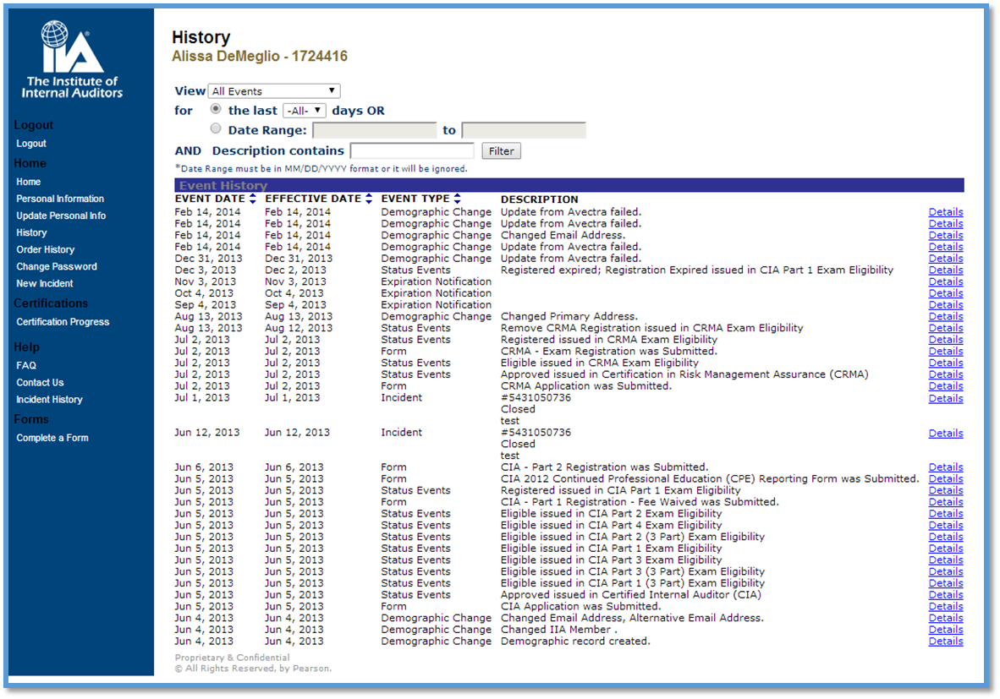 IIA®
The Institute of
Internal Auditors
Logout
Logout
Home
Home
Personal Information
Update Personal Info
History
Order History
Change Password
New Incident
Certifications
Certification Progress
Help
FAQ
Contact Us
Incident History
Forms
Complete a Form
History
Alissa DeMeglio - 1724416
View All Events
for the last -All- days OR
Date Range: to
AND Description contains Filter
*Date Range must be in MM/DD/YYYY format or it will be ignored.
Event History
EVENT DATE EFFECTIVE DATE EVENT TYPE DESCRIPTION
Feb 14, 2014 Feb 14, 2014 Demographic Change Update from Avectra failed. Details
Feb 14, 2014 Feb 14, 2014 Demographic Change Update from Avectra failed. Details
Feb 14, 2014 Feb 14, 2014 Demographic Change Changed Email Address. Details
Feb 14, 2014 Feb 14, 2014 Demographic Change Update from Avectra failed. Details
Dec 31, 2013 Dec 31, 2013 Demographic Change Update from Avectra failed. Details
Dec 3, 2013 Dec 2, 2013 Status Events Registered expired; Registration Expired issued in CIA Part 1 Exam Eligibility Details
Nov 3, 2013 Nov 3, 2013 Expiration Notification Details
Oct 4, 2013 Oct 4, 2013 Expiration Notification Details
Sep 4, 2013 Sep 4, 2013 Expiration Notification Details
Aug 13, 2013 Aug 13, 2013 Demographic Change Changed Primary Address. Details
Aug 13, 2013 Aug 12, 2013 Status Events Remove CRMA Registration issued in CRMA Exam Eligibility Details
Jul 2, 2013 Jul 2, 2013 Status Events Registered issued in CRMA Exam Eligibility Details
Jul 2, 2013 Jul 2, 2013 Form CRMA - Exam Registration was Submitted. Details
Jul 2, 2013 Jul 2, 2013 Status Events Eligible issued in CRMA Exam Eligibility Details
Jul 2, 2013 Jul 2, 2013 Status Events Approved issued in Certification in Risk Management Assurance (CRMA) Details
Jul 2, 2013 Jul 2, 2013 Form CRMA Application was Submitted. Details
Jul 1, 2013 Jul 1, 2013 Incident #5431050736 Details
Closed
test
Jun 12, 2013 Jun 12, 2013 Incident #5431050736 Details
Closed
test
Jun 6, 2013 Jun 6, 2013 Form CIA - Part 2 Registration was Submitted. Details
Jun 5, 2013 Jun 5, 2013 Form CIA 2012 Continued Professional Education (CPE) Reporting Form was Submitted. Details
Jun 5, 2013 Jun 5, 2013 Status Events Registered issued in CIA Part 1 Exam Eligibility Details
Jun 5, 2013 Jun 5, 2013 Form CIA - Part 1 Registration - Fee Waived was Submitted. Details
Jun 5, 2013 Jun 5, 2013 Status Events Eligible issued in CIA Part 2 Exam Eligibility Details
Jun 5, 2013 Jun 5, 2013 Status Events Eligible issued in CIA Part 4 Exam Eligibility Details
Jun 5, 2013 Jun 5, 2013 Status Events Eligible issued in CIA Part 2 (3 Part) Exam Eligibility Details
Jun 5, 2013 Jun 5, 2013 Status Events Eligible issued in CIA Part 1 Exam Eligibility Details
Jun 5, 2013 Jun 5, 2013 Status Events Eligible issued in CIA Part 3 Exam Eligibility Details
Jun 5, 2013 Jun 5, 2013 Status Events Eligible issued in CIA Part 3 (3 Part) Exam Eligibility Details
Jun 5, 2013 Jun 5, 2013 Status Events Eligible issued in CIA Part 1 (3 Part) Exam Eligibility Details
Jun 5, 2013 Jun 5, 2013 Status Events Approved issued in Certified Internal Auditor (CIA) Details
Jun 5, 2013 Jun 5, 2013 Form CIA Application was Submitted. Details
Jun 4, 2013 Jun 4, 2013 Demographic Change Changed Email Address, Alternative Email Address. Details
Jun 4, 2013 Jun 4, 2013 Demographic Change Changed IIA Member . Details
Jun 4, 2013 Jun 4, 2013 Demographic Change Demographic record created. Details
Proprietary & Confidential
© All Rights Reserved, by Pearson.